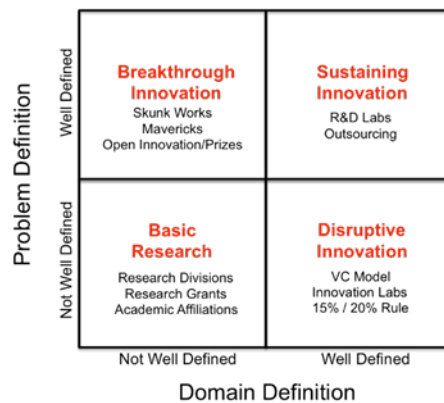 Problem Definition
Well Defined
Not Well Defined
Breakthrough
Innovation
Skunk Works
Mavericks
Open Innovation/Prizes
Sustaining
Innovation
R&D Labs
Outsourcing
Basic
Research
Research Divisions
Research Grants
Academic Affiliations
Disruptive
Innovation
VC Model
Innovation Labs
15% / 20% Rule
Not Well Defined
Well Defined
Domain Definition